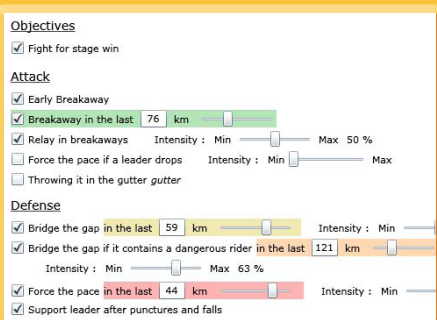 Objectives
Fight for stage win
Attack
Early Breakaway
Breakaway in the last 76 km
Relay in breakaways Intensity : Min Max 50 %
Force the pace if a leader drops Intensity : Min Max
Throwing it in the gutter gutter
Defense
Bridge the gap in the last 59 km Intensity : Min
Bridge the gap if it contains a dangerous rider in the last 121 km
Intensity : Min Max 63 %
Force the pace in the last 44 km Intensity : Min
Support leader after punctures and falls